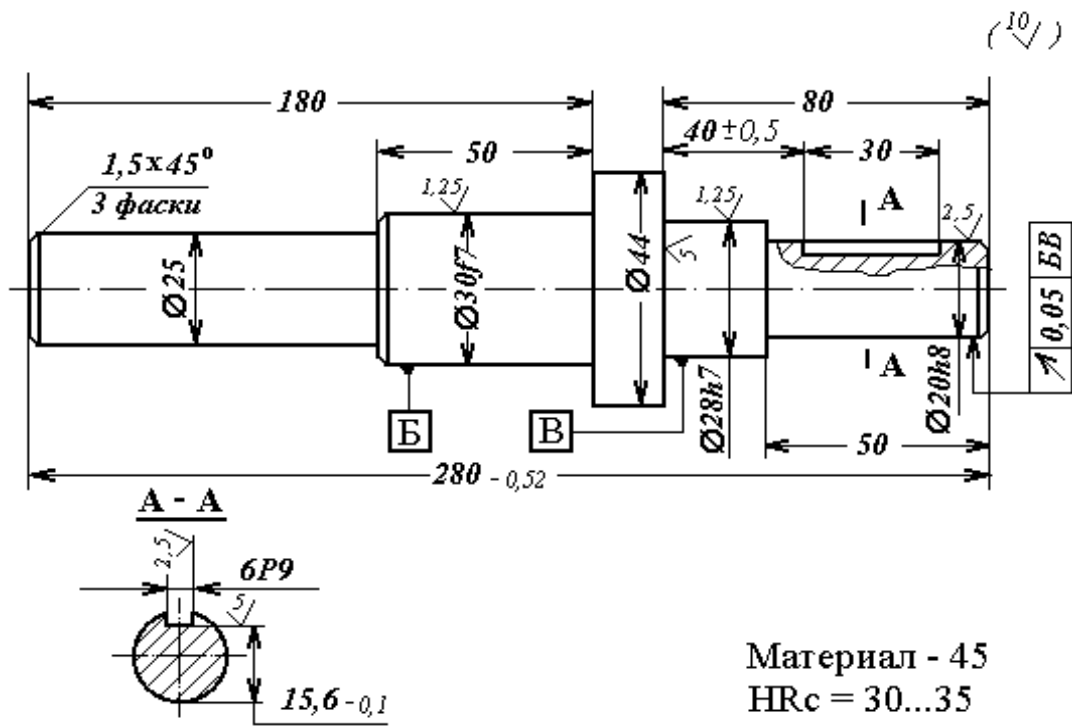 ( 10 )
180
80
50
40 ±0,5
30
1,5×45°
3 фаски
1,25
1,25
А
2,5
Ø25
Ø30f7
Ø44
5
Ø28h7
Ø20h8
0,05 БВ
А
Б
В
50
280 -0,52
А - А
2,5
6P9
5
15,6 -0,1
Материал - 45
HRc = 30...35